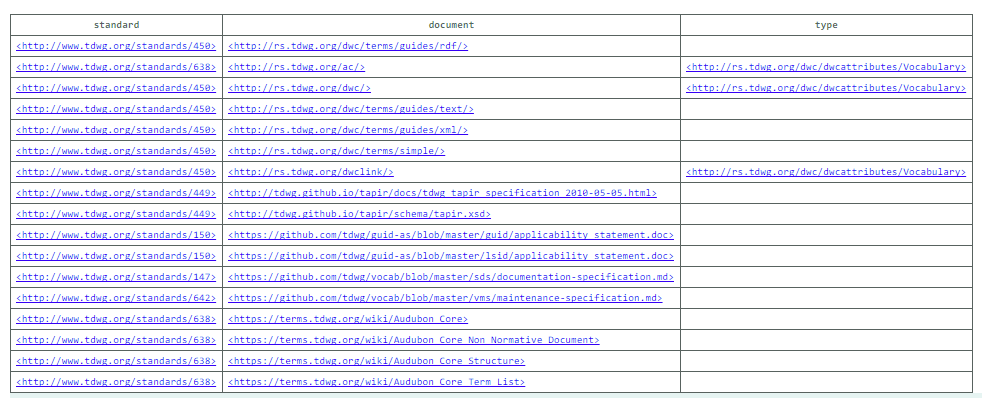 standard document type
<http://www.tdwg.org/standards/450> <http://rs.tdwg.org/dwc/terms/guides/rdf/>
<http://www.tdwg.org/standards/638> <http://rs.tdwg.org/ac/> <http://rs.tdwg.org/dwc/dwcattributes/Vocabulary>
<http://www.tdwg.org/standards/450> <http://rs.tdwg.org/dwc/> <http://rs.tdwg.org/dwc/dwcattributes/Vocabulary>
<http://www.tdwg.org/standards/450> <http://rs.tdwg.org/dwc/terms/guides/text/>
<http://www.tdwg.org/standards/450> <http://rs.tdwg.org/dwc/terms/guides/xml/>
<http://www.tdwg.org/standards/450> <http://rs.tdwg.org/dwc/terms/simple/>
<http://www.tdwg.org/standards/450> <http://rs.tdwg.org/dwclink/> <http://rs.tdwg.org/dwc/dwcattributes/Vocabulary>
<http://www.tdwg.org/standards/449> <http://tdwg.github.io/tapir/docs/tdwg_tapir_specification_2010-05-05.html>
<http://www.tdwg.org/standards/449> <http://tdwg.github.io/tapir/schema/tapir.xsd>
<http://www.tdwg.org/standards/150> <https://github.com/tdwg/guid-as/blob/master/guid/applicability_statement.doc>
<http://www.tdwg.org/standards/150> <https://github.com/tdwg/guid-as/blob/master/lsid/applicability_statement.doc>
<http://www.tdwg.org/standards/147> <https://github.com/tdwg/vocab/blob/master/sds/documentation-specification.md>
<http://www.tdwg.org/standards/642> <https://github.com/tdwg/vocab/blob/master/vms/maintenance-specification.md>
<http://www.tdwg.org/standards/638> <https://terms.tdwg.org/wiki/Audubon_Core>
<http://www.tdwg.org/standards/638> <https://terms.tdwg.org/wiki/Audubon_Core_Non_Normative_Document>
<http://www.tdwg.org/standards/638> <https://terms.tdwg.org/wiki/Audubon_Core_Structure>
<http://www.tdwg.org/standards/638> <https://terms.tdwg.org/wiki/Audubon_Core_Term_List>